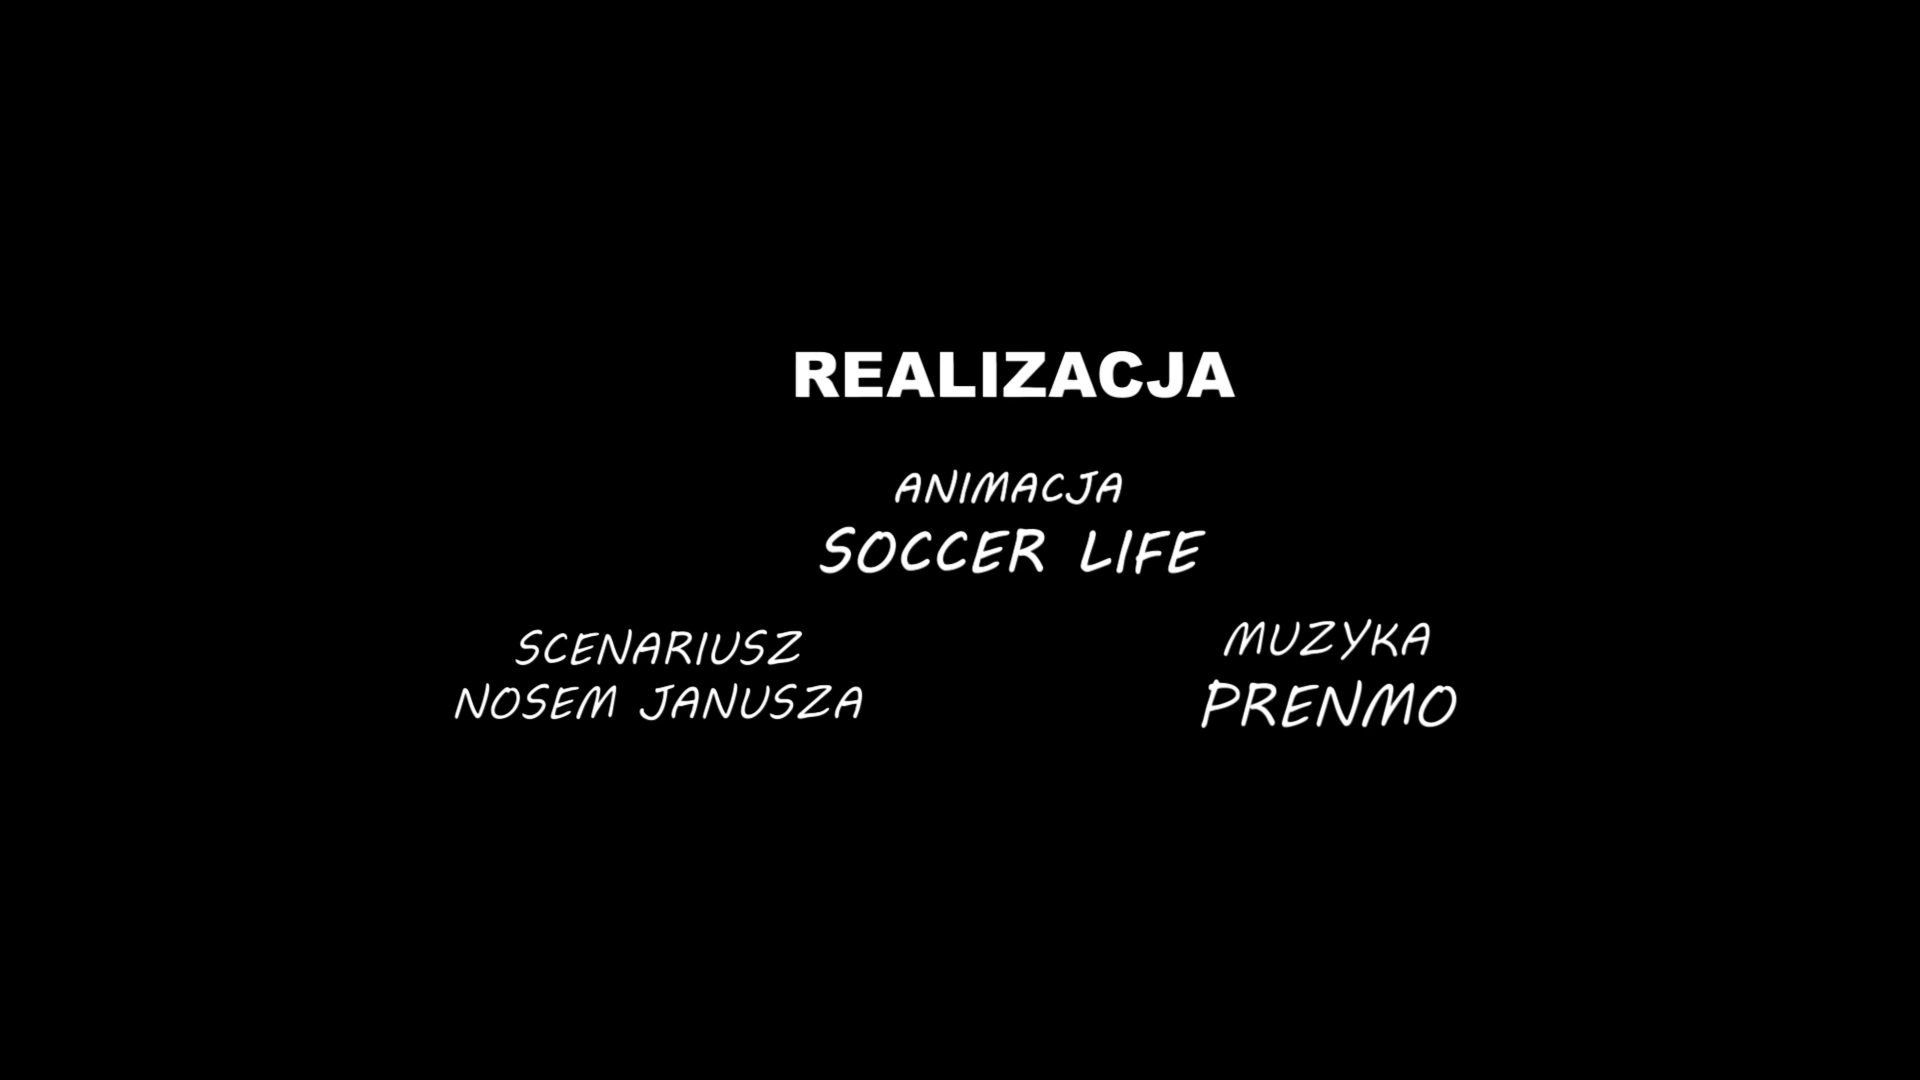 REALIZACJA
ANIMACJA
SOCCER LIFE
SCENARIUSZ
NOSEM JANUSZA
MUZYKA
PRENMO